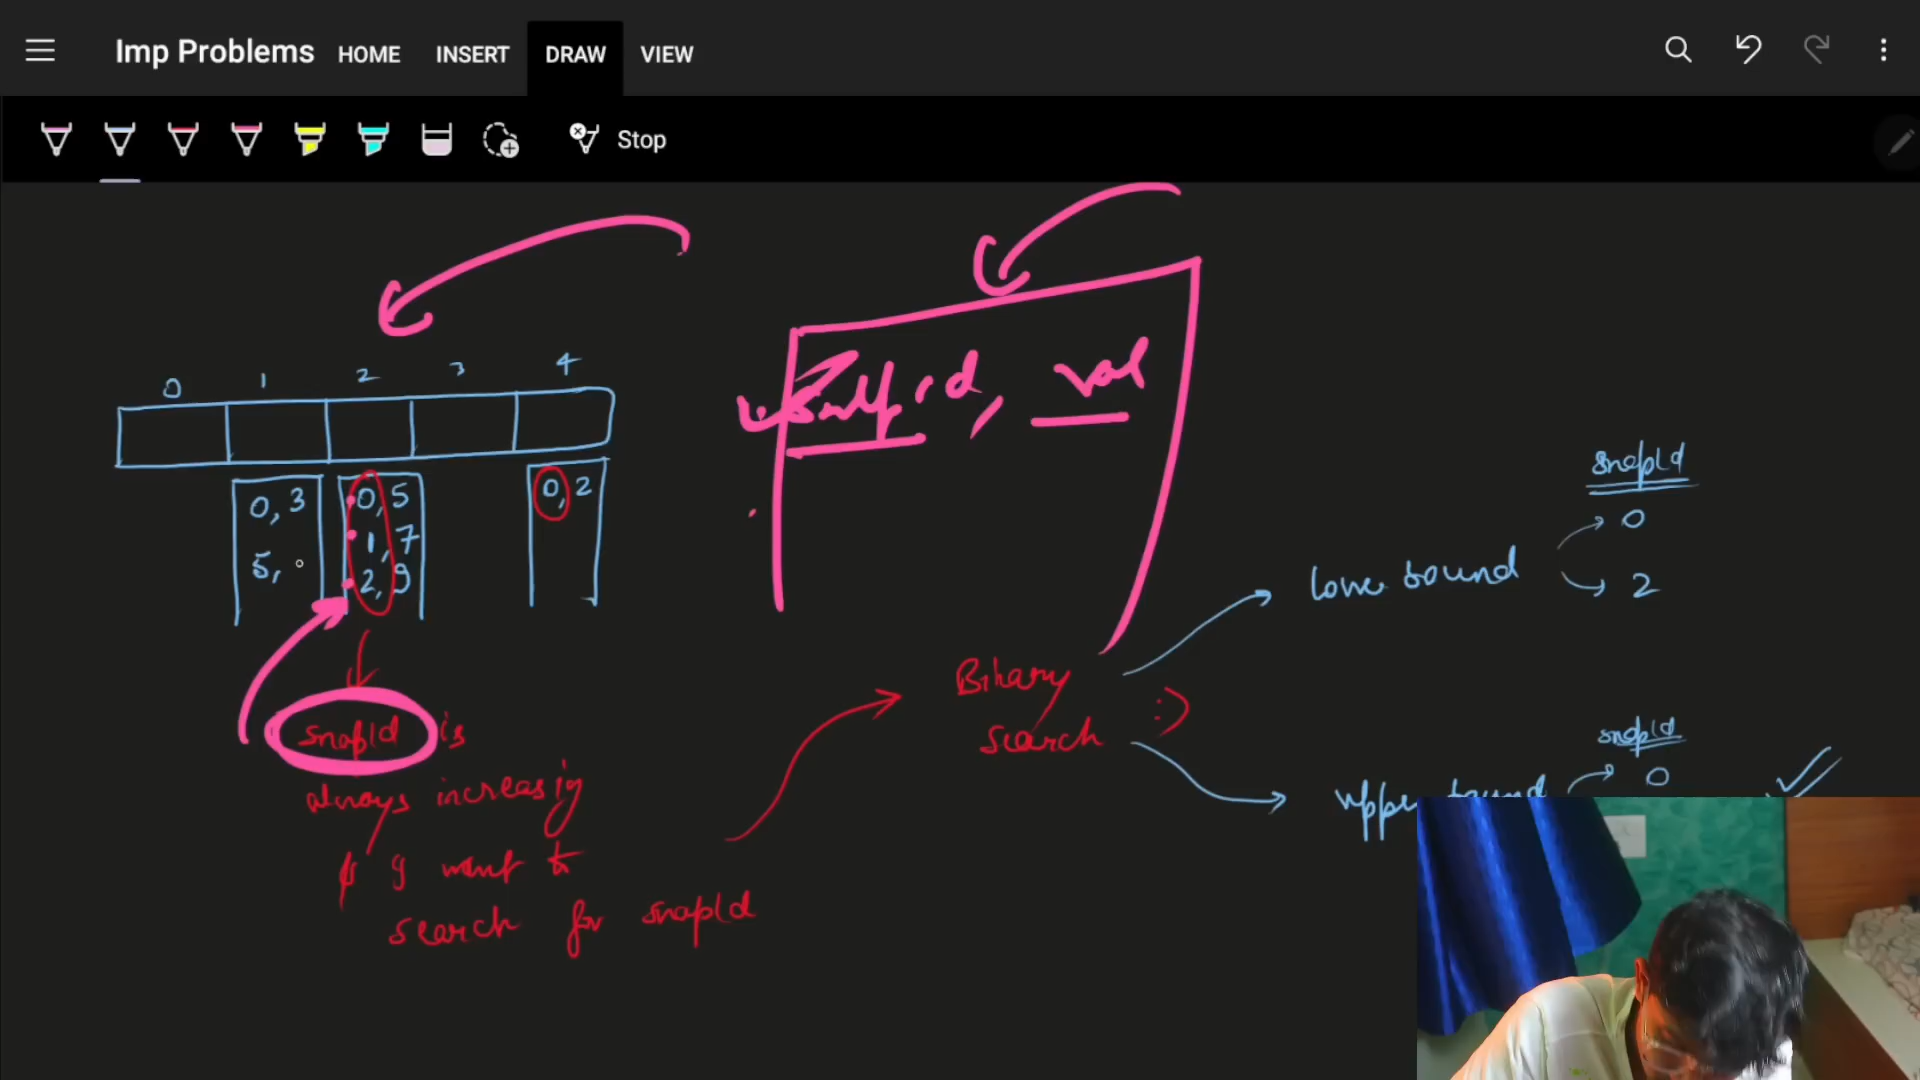 Imp Problems HOME INSERT DRAW VIEW
Stop
0 1 2 3 4
0, 3
5,
0, 5
1, 7
2, 9
0, 2
id, val
snapId is
always increasing
& I want to
search for snapId
Binary
search :)
lower bound
snapId
0
2
upper bound
snapId
0